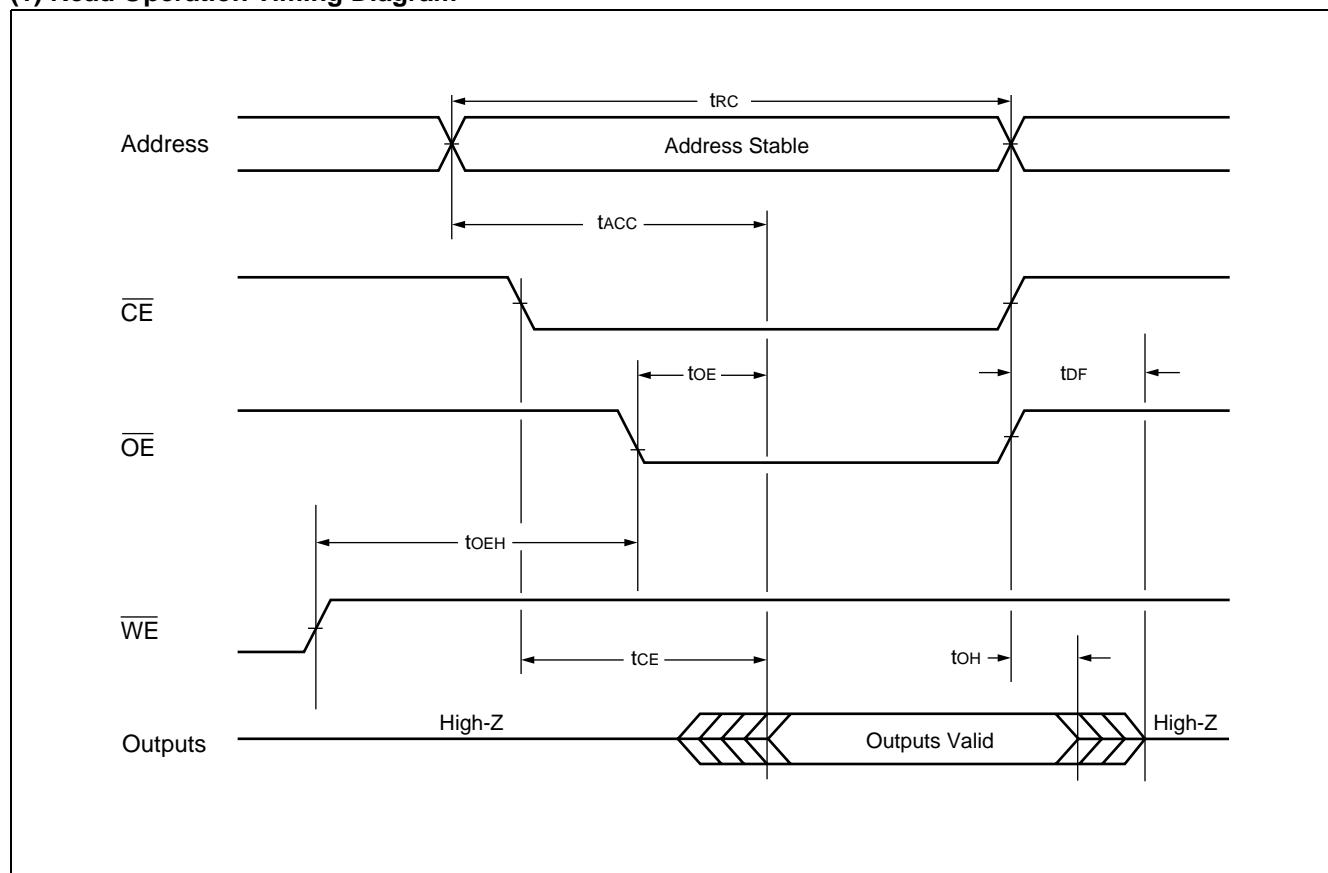 (1) Read Operation Timing Diagram
tRC
Address
Address Stable
tACC
CE
tOE
tDF
OE
tOEH
WE
tCE
tOH
High-Z
High-Z
Outputs
Outputs Valid